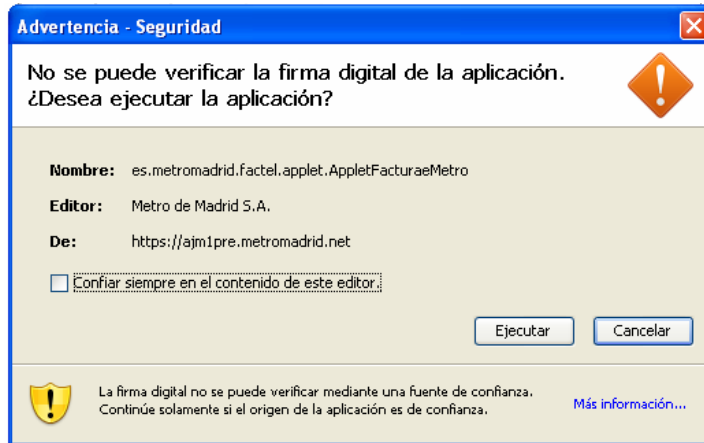 Advertencia - Seguridad
No se puede verificar la firma digital de la aplicación.
¿Desea ejecutar la aplicación?
Nombre: es.metromadrid.factel.applet.AppletFacturaeMetro
Editor: Metro de Madrid S.A.
De: https://ajm1pre.metromadrid.net
Confiar siempre en el contenido de este editor.
Ejecutar Cancelar
La firma digital no se puede verificar mediante una fuente de confianza.
Continúe solamente si el origen de la aplicación es de confianza.
Más información...